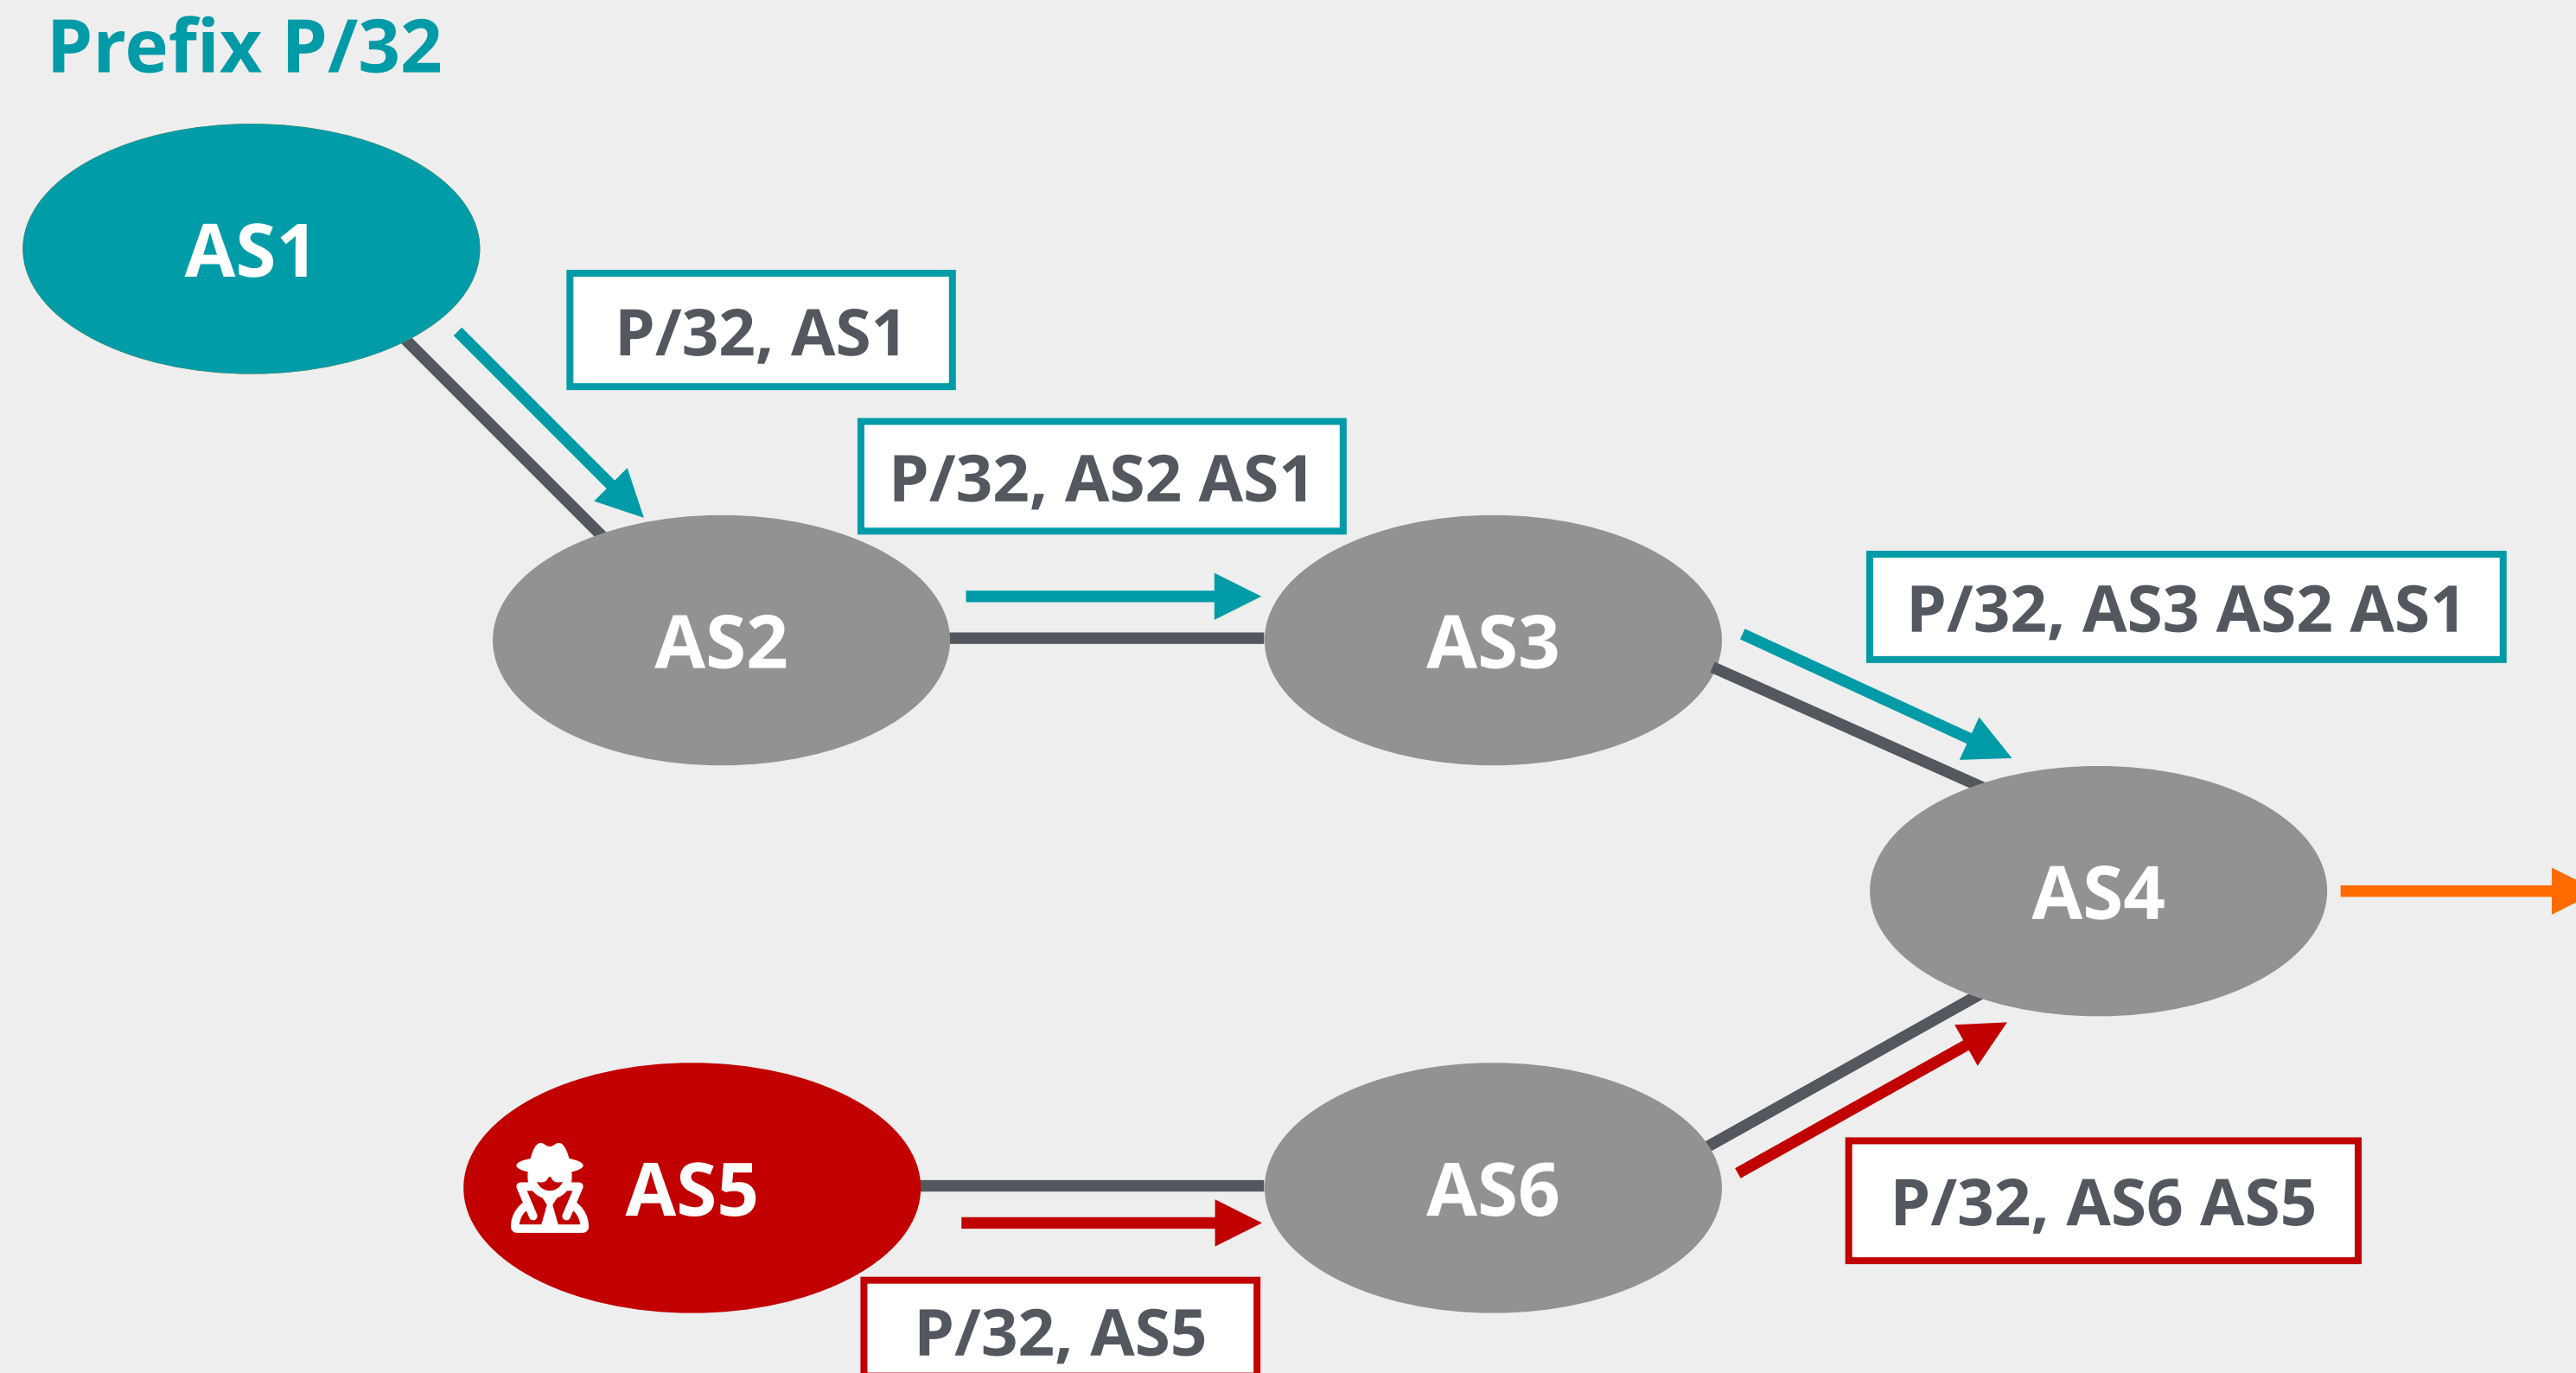 Prefix P/32
AS1
P/32, AS1
P/32, AS2 AS1
AS2
AS3
P/32, AS3 AS2 AS1
AS4
AS5
AS6
P/32, AS6 AS5
P/32, AS5